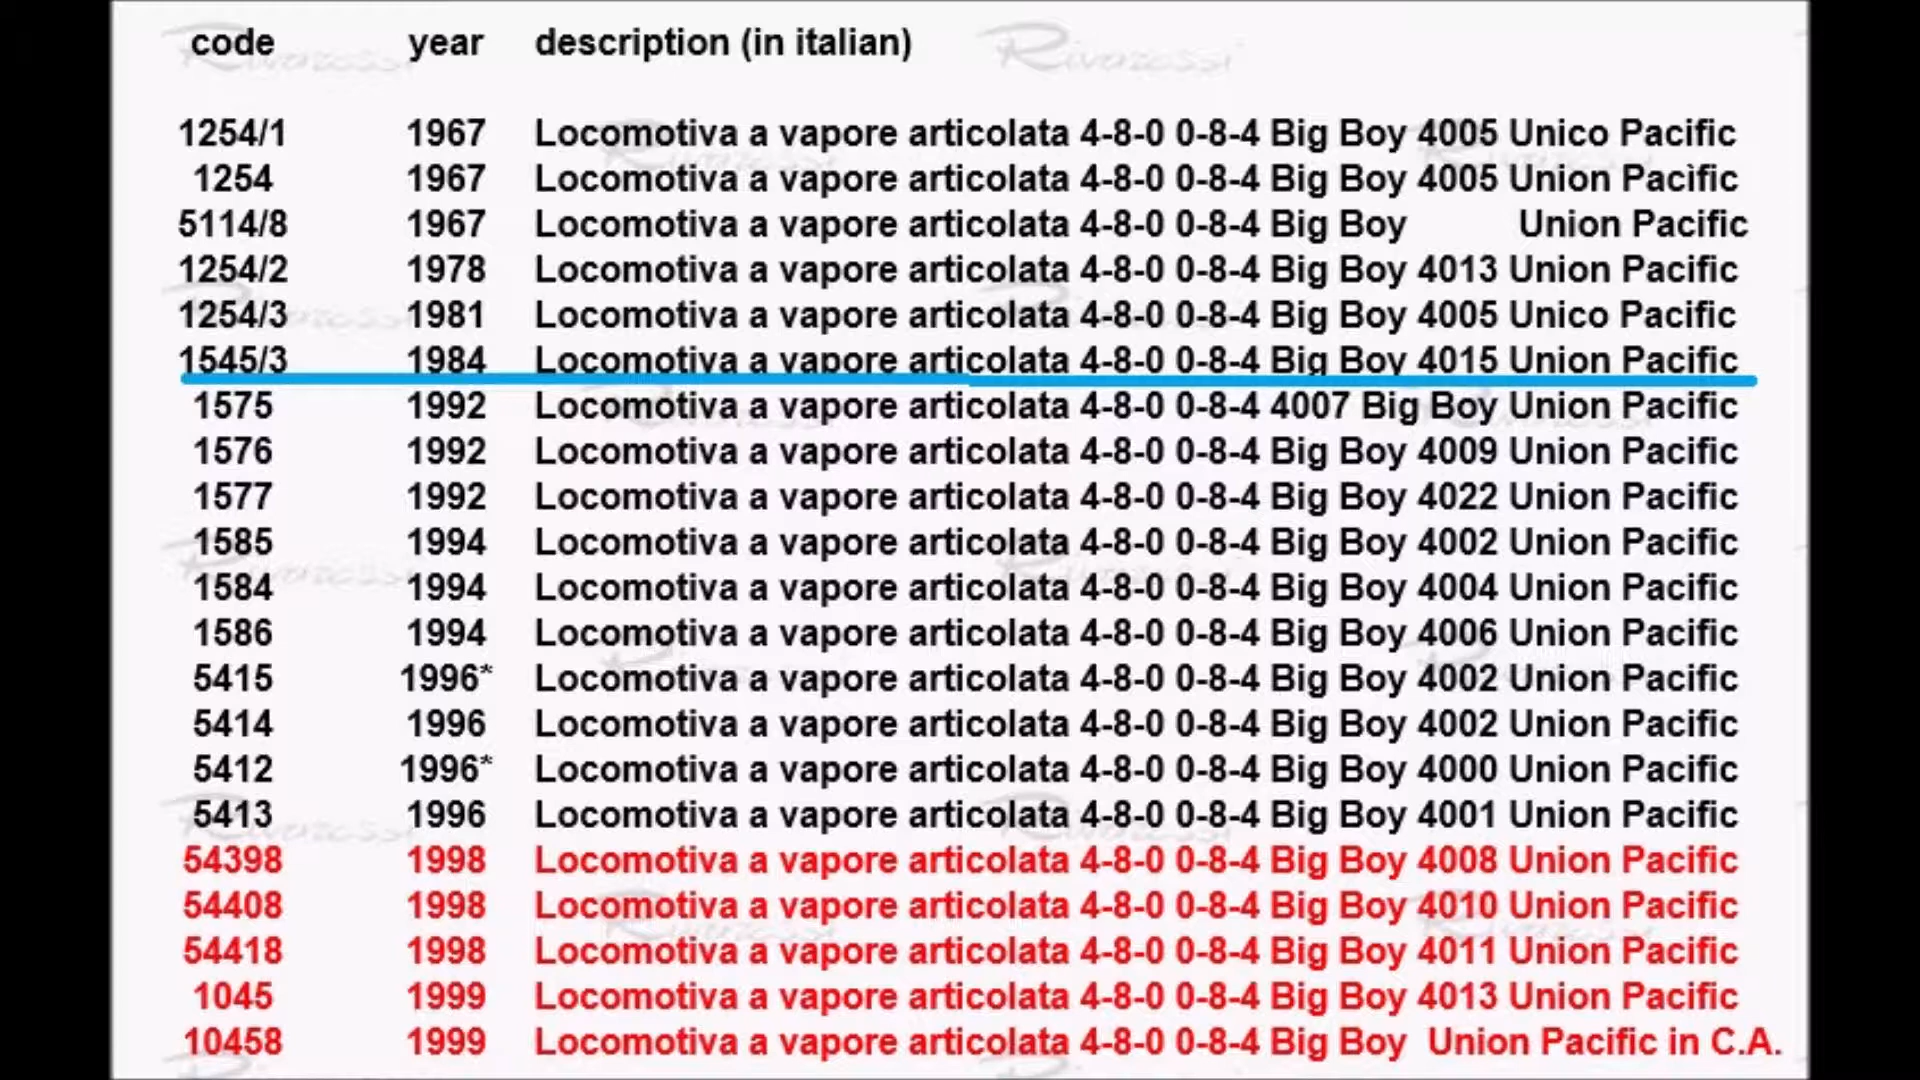 code year description (in italian)
1254/1 1967 Locomotiva a vapore articolata 4-8-0 0-8-4 Big Boy 4005 Unico Pacific
1254 1967 Locomotiva a vapore articolata 4-8-0 0-8-4 Big Boy 4005 Union Pacific
5114/8 1967 Locomotiva a vapore articolata 4-8-0 0-8-4 Big Boy Union Pacific
1254/2 1978 Locomotiva a vapore articolata 4-8-0 0-8-4 Big Boy 4013 Union Pacific
1254/3 1981 Locomotiva a vapore articolata 4-8-0 0-8-4 Big Boy 4005 Unico Pacific
1545/3 1984 Locomotiva a vapore articolata 4-8-0 0-8-4 Big Boy 4015 Union Pacific
1575 1992 Locomotiva a vapore articolata 4-8-0 0-8-4 4007 Big Boy Union Pacific
1576 1992 Locomotiva a vapore articolata 4-8-0 0-8-4 Big Boy 4009 Union Pacific
1577 1992 Locomotiva a vapore articolata 4-8-0 0-8-4 Big Boy 4022 Union Pacific
1585 1994 Locomotiva a vapore articolata 4-8-0 0-8-4 Big Boy 4002 Union Pacific
1584 1994 Locomotiva a vapore articolata 4-8-0 0-8-4 Big Boy 4004 Union Pacific
1586 1994 Locomotiva a vapore articolata 4-8-0 0-8-4 Big Boy 4006 Union Pacific
5415 1996* Locomotiva a vapore articolata 4-8-0 0-8-4 Big Boy 4002 Union Pacific
5414 1996 Locomotiva a vapore articolata 4-8-0 0-8-4 Big Boy 4002 Union Pacific
5412 1996* Locomotiva a vapore articolata 4-8-0 0-8-4 Big Boy 4000 Union Pacific
5413 1996 Locomotiva a vapore articolata 4-8-0 0-8-4 Big Boy 4001 Union Pacific
54398 1998 Locomotiva a vapore articolata 4-8-0 0-8-4 Big Boy 4008 Union Pacific
54408 1998 Locomotiva a vapore articolata 4-8-0 0-8-4 Big Boy 4010 Union Pacific
54418 1998 Locomotiva a vapore articolata 4-8-0 0-8-4 Big Boy 4011 Union Pacific
1045 1999 Locomotiva a vapore articolata 4-8-0 0-8-4 Big Boy 4013 Union Pacific
10458 1999 Locomotiva a vapore articolata 4-8-0 0-8-4 Big Boy Union Pacific in C.A.